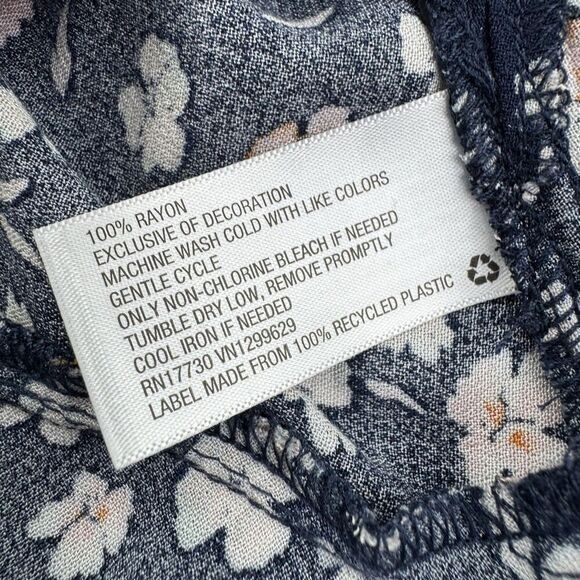 100% RAYON
EXCLUSIVE OF DECORATION
MACHINE WASH COLD WITH LIKE COLORS
GENTLE CYCLE
ONLY NON-CHLORINE BLEACH IF NEEDED
TUMBLE DRY LOW, REMOVE PROMPTLY
COOL IRON IF NEEDED
RN17730 VN1299629
LABEL MADE FROM 100% RECYCLED PLASTIC